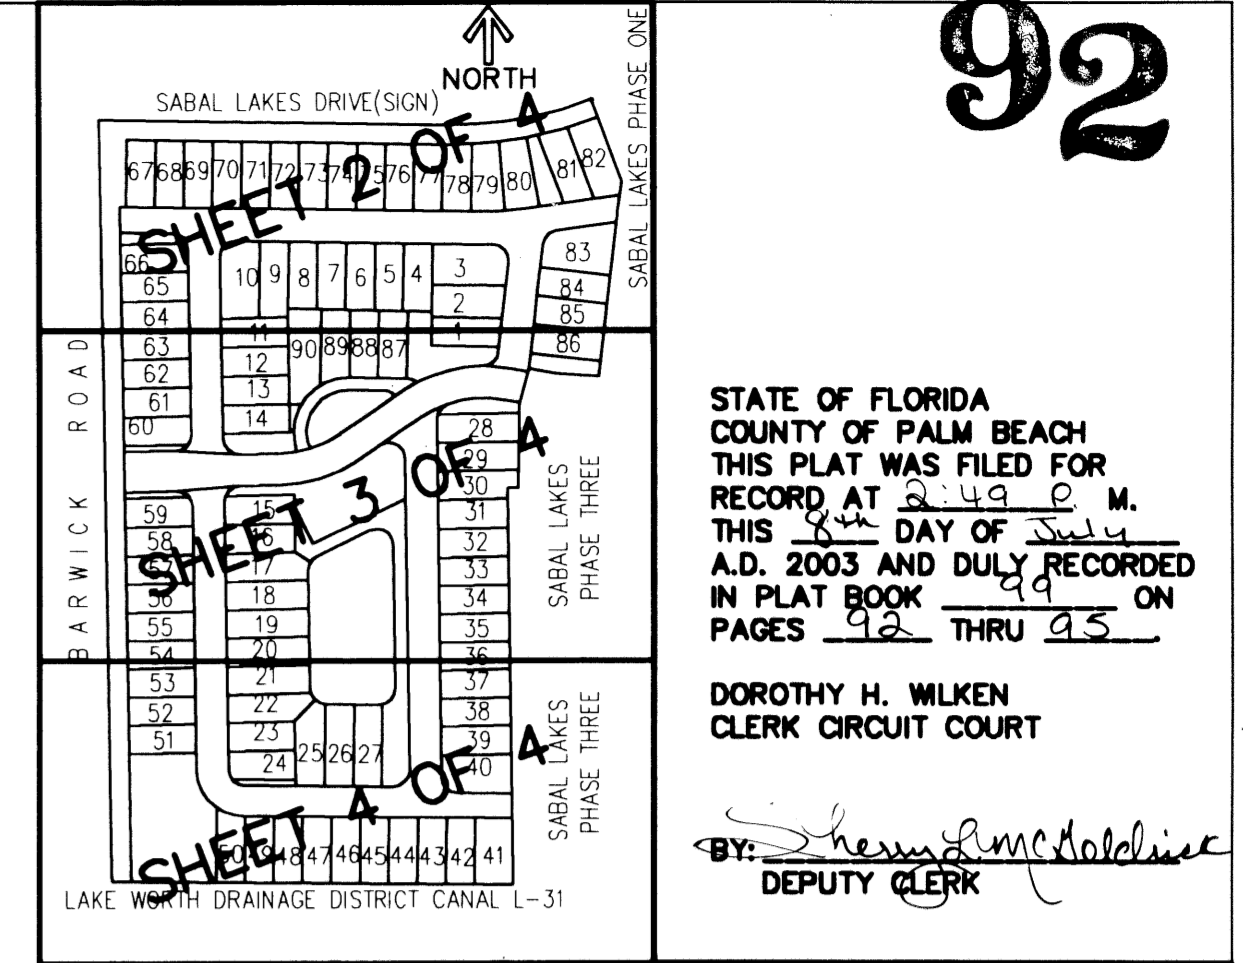 92
NORTH
SABAL LAKES DRIVE(SIGN)
SABAL LAKES PHASE ONE
SHEET 2 OF 4
67 68 69 70 71 72 73 74 75 76 77 78 79 80 81 82
66
65
64
63
62
61
60
10 9 8 7 6 5 4
3
2
1
83
84
85
86
11
12
13
14
90 89 88 87
BARWICK ROAD
SHEET 3 OF 4
28
29
30
31
32
33
34
35
36
37
38
39
40
SABAL LAKES
PHASE THREE
59
58
57
56
55
54
53
52
51
15
16
17
18
19
20
21
22
23
24
25 26 27
SABAL LAKES
PHASE THREE
SHEET 4 OF 4
50 49 48 47 46 45 44 43 42 41
LAKE WORTH DRAINAGE DISTRICT CANAL L-31
STATE OF FLORIDA
COUNTY OF PALM BEACH
THIS PLAT WAS FILED FOR
RECORD AT 2:49 P. M.
THIS 8th DAY OF July
A.D. 2003 AND DULY RECORDED
IN PLAT BOOK 99 ON
PAGES 92 THRU 95.
DOROTHY H. WILKEN
CLERK CIRCUIT COURT
BY: Sherry L. McGoldrick
DEPUTY CLERK